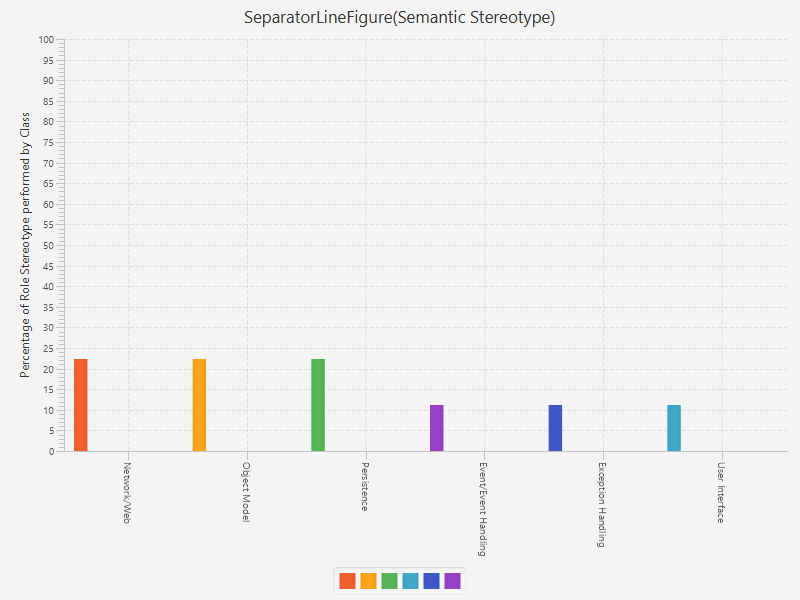 SeparatorLineFigure(Semantic Stereotype)
Percentage of Role Stereotype performed by Class
100
95
90
85
80
75
70
65
60
55
50
45
40
35
30
25
20
15
10
5
0
Network/Web
Object Model
Persistence
Event/Event Handling
Exception Handling
User Interface